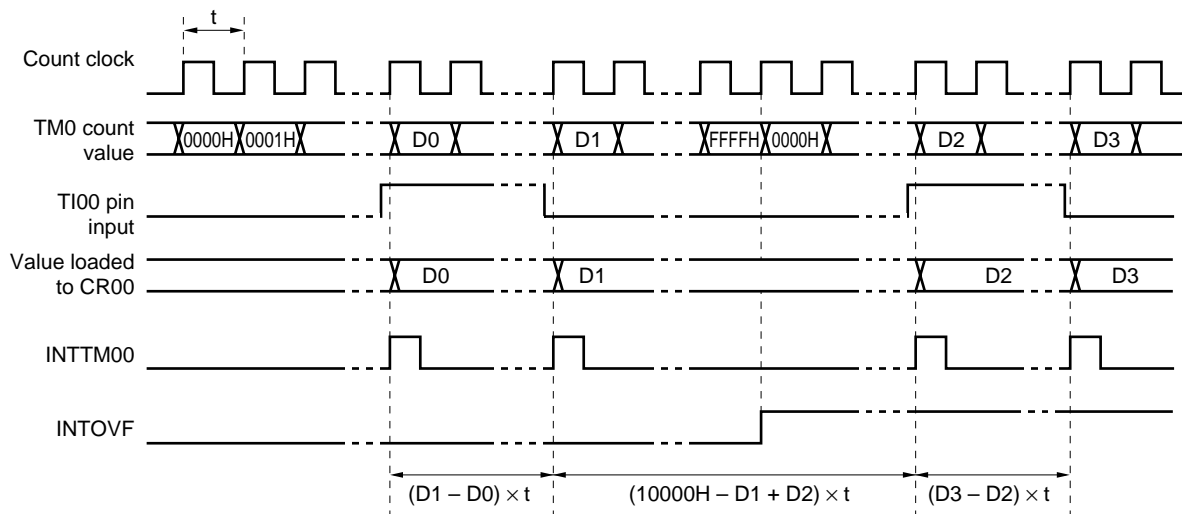 t
Count clock
TM0 count
value
0000H 0001H D0 D1 FFFFH 0000H D2 D3
TI00 pin
input
Value loaded
to CR00
D0 D1 D2 D3
INTTM00
INTOVF
(D1 – D0) × t (10000H – D1 + D2) × t (D3 – D2) × t